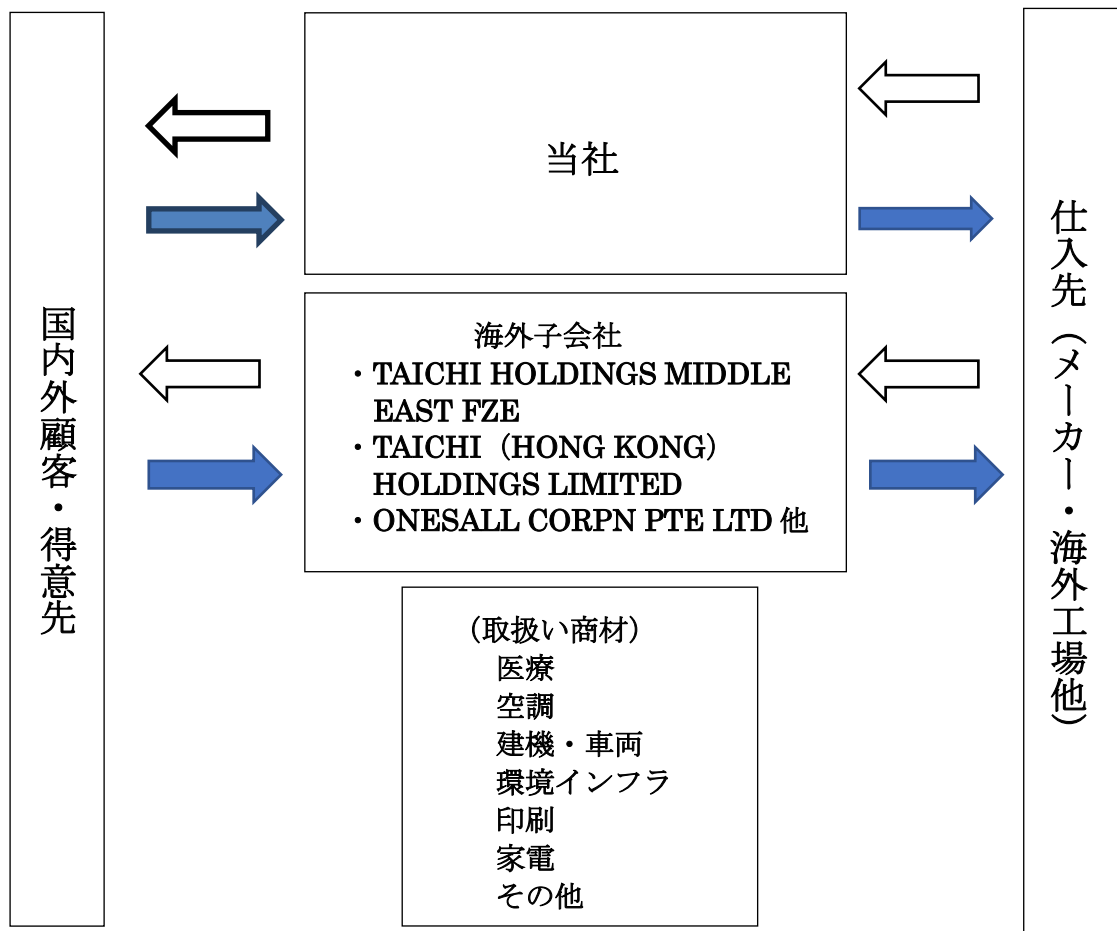 国内外顧客・得意先
当社
海外子会社
・TAICHI HOLDINGS MIDDLE
EAST FZE
・TAICHI（HONG KONG）
HOLDINGS LIMITED
・ONESALL CORPN PTE LTD 他
（取扱い商材）
医療
空調
建機・車両
環境インフラ
印刷
家電
その他
仕入先（メーカー・海外工場他）